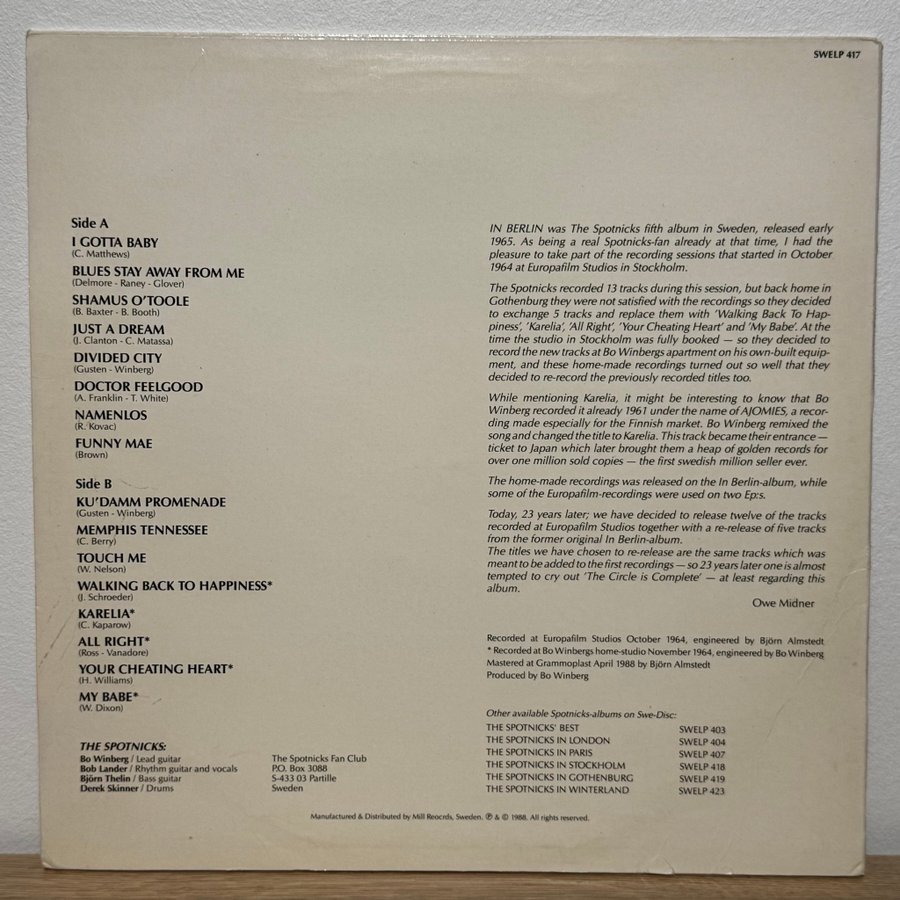 SWELP 417
Side A
I GOTTA BABY
(C. Matthews)
BLUES STAY AWAY FROM ME
(Delmore - Raney - Glover)
SHAMUS O'TOOLE
(B. Baxter - B. Booth)
JUST A DREAM
(J. Clanton - C. Matassa)
DIVIDED CITY
(Gusten - Winberg)
DOCTOR FEELGOOD
(A. Franklin - T. White)
NAMENLOS
(R. Kovac)
FUNNY MAE
(Brown)
Side B
KU'DAMM PROMENADE
(Gusten - Winberg)
MEMPHIS TENNESSEE
(C. Berry)
TOUCH ME
(W. Nelson)
WALKING BACK TO HAPPINESS*
(J. Schroeder)
KARELIA*
(C. Kaparow)
ALL RIGHT*
(Ross - Vanadore)
YOUR CHEATING HEART*
(H. Williams)
MY BABE*
(W. Dixon)
THE SPOTNICKS:
Bo Winberg / Lead guitar
Bob Lander / Rhythm guitar and vocals
Björn Thelin / Bass guitar
Derek Skinner / Drums
The Spotnicks Fan Club
P.O. Box 3088
S-433 03 Partille
Sweden
IN BERLIN was The Spotnicks fifth album in Sweden, released early
1965. As being a real Spotnicks-fan already at that time, I had the
pleasure to take part of the recording sessions that started in October
1964 at Europafilm Studios in Stockholm.
The Spotnicks recorded 13 tracks during this session, but back home in
Gothenburg they were not satisfied with the recordings so they decided
to exchange 5 tracks and replace them with 'Walking Back To Hap-
piness', 'Karelia', 'All Right', 'Your Cheating Heart' and 'My Babe'. At the
time the studio in Stockholm was fully booked — so they decided to
record the new tracks at Bo Winbergs apartment on his own-built equip-
ment, and these home-made recordings turned out so well that they
decided to re-record the previously recorded titles too.
While mentioning Karelia, it might be interesting to know that Bo
Winberg recorded it already 1961 under the name of AJOMIES, a recor-
ding made especially for the Finnish market. Bo Winberg remixed the
song and changed the title to Karelia. This track became their entrance —
ticket to Japan which later brought them a heap of golden records for
over one million sold copies — the first swedish million seller ever.
The home-made recordings was released on the In Berlin-album, while
some of the Europafilm-recordings were used on two Ep:s.
Today, 23 years later; we have decided to release twelve of the tracks
recorded at Europafilm Studios together with a re-release of five tracks
from the former original In Berlin-album.
The titles we have chosen to re-release are the same tracks which was
meant to be added to the first recordings — so 23 years later one is almost
tempted to cry out 'The Circle is Complete' — at least regarding this
album.
Owe Midner
Recorded at Europafilm Studios October 1964, engineered by Björn Almstedt
* Recorded at Bo Winbergs home-studio November 1964, engineered by Bo Winberg
Mastered at Grammoplast April 1988 by Björn Almstedt
Produced by Bo Winberg
Other available Spotnicks-albums on Swe-Disc:
THE SPOTNICKS' BEST SWELP 403
THE SPOTNICKS IN LONDON SWELP 404
THE SPOTNICKS IN PARIS SWELP 407
THE SPOTNICKS IN STOCKHOLM SWELP 418
THE SPOTNICKS IN GOTHENBURG SWELP 419
THE SPOTNICKS IN WINTERLAND SWELP 423
Manufactured & Distributed by Mill Reocrds, Sweden. ℗ & © 1988. All rights reserved.